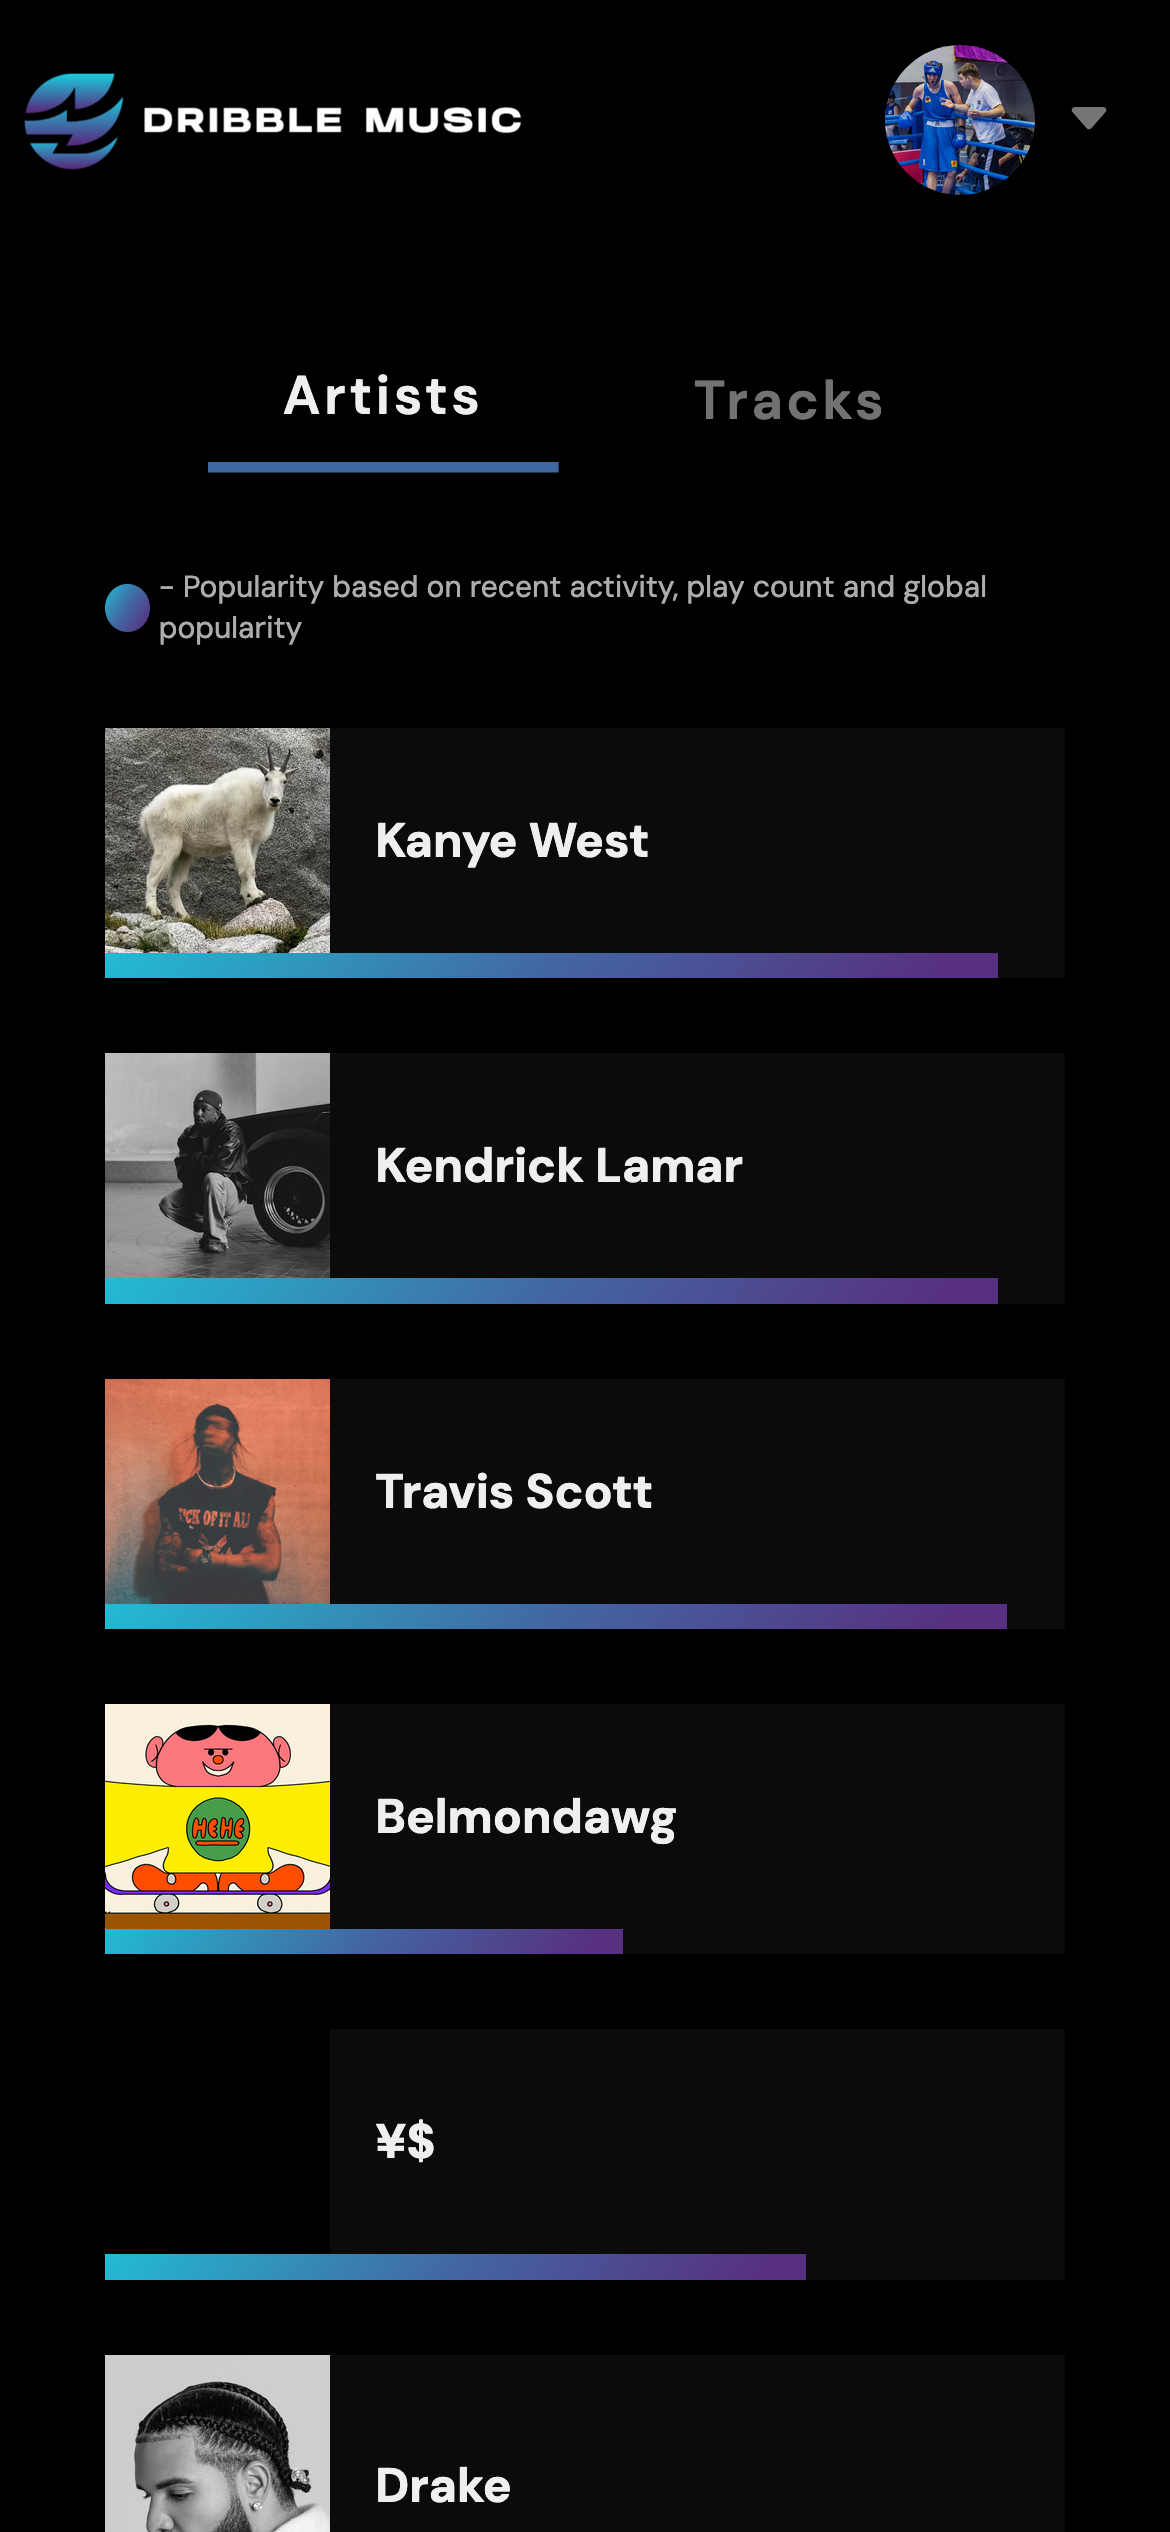 DRIBBLE MUSIC
Artists
Tracks
– Popularity based on recent activity, play count and global
popularity
Kanye West
Kendrick Lamar
Travis Scott
CK OF IT ALL
Belmondawg
HEHE
¥$
Drake